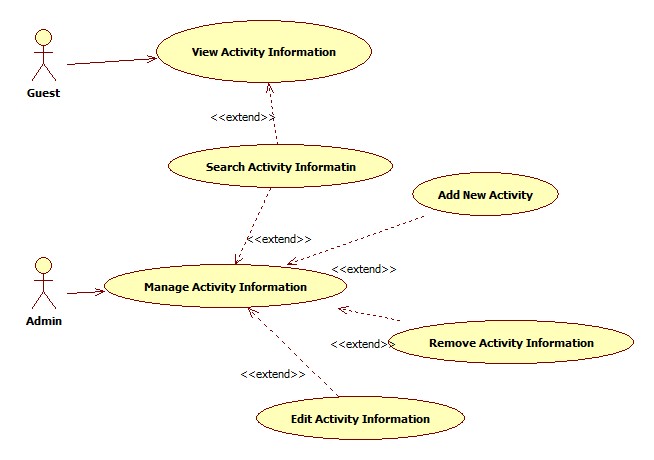 View Activity Information
Guest
<<extend>>
Search Activity Informatin
Add New Activity
<<extend>>
<<extend>>
Manage Activity Information
Admin
Remove Activity Information
<<extend>>
<<extend>>
Edit Activity Information